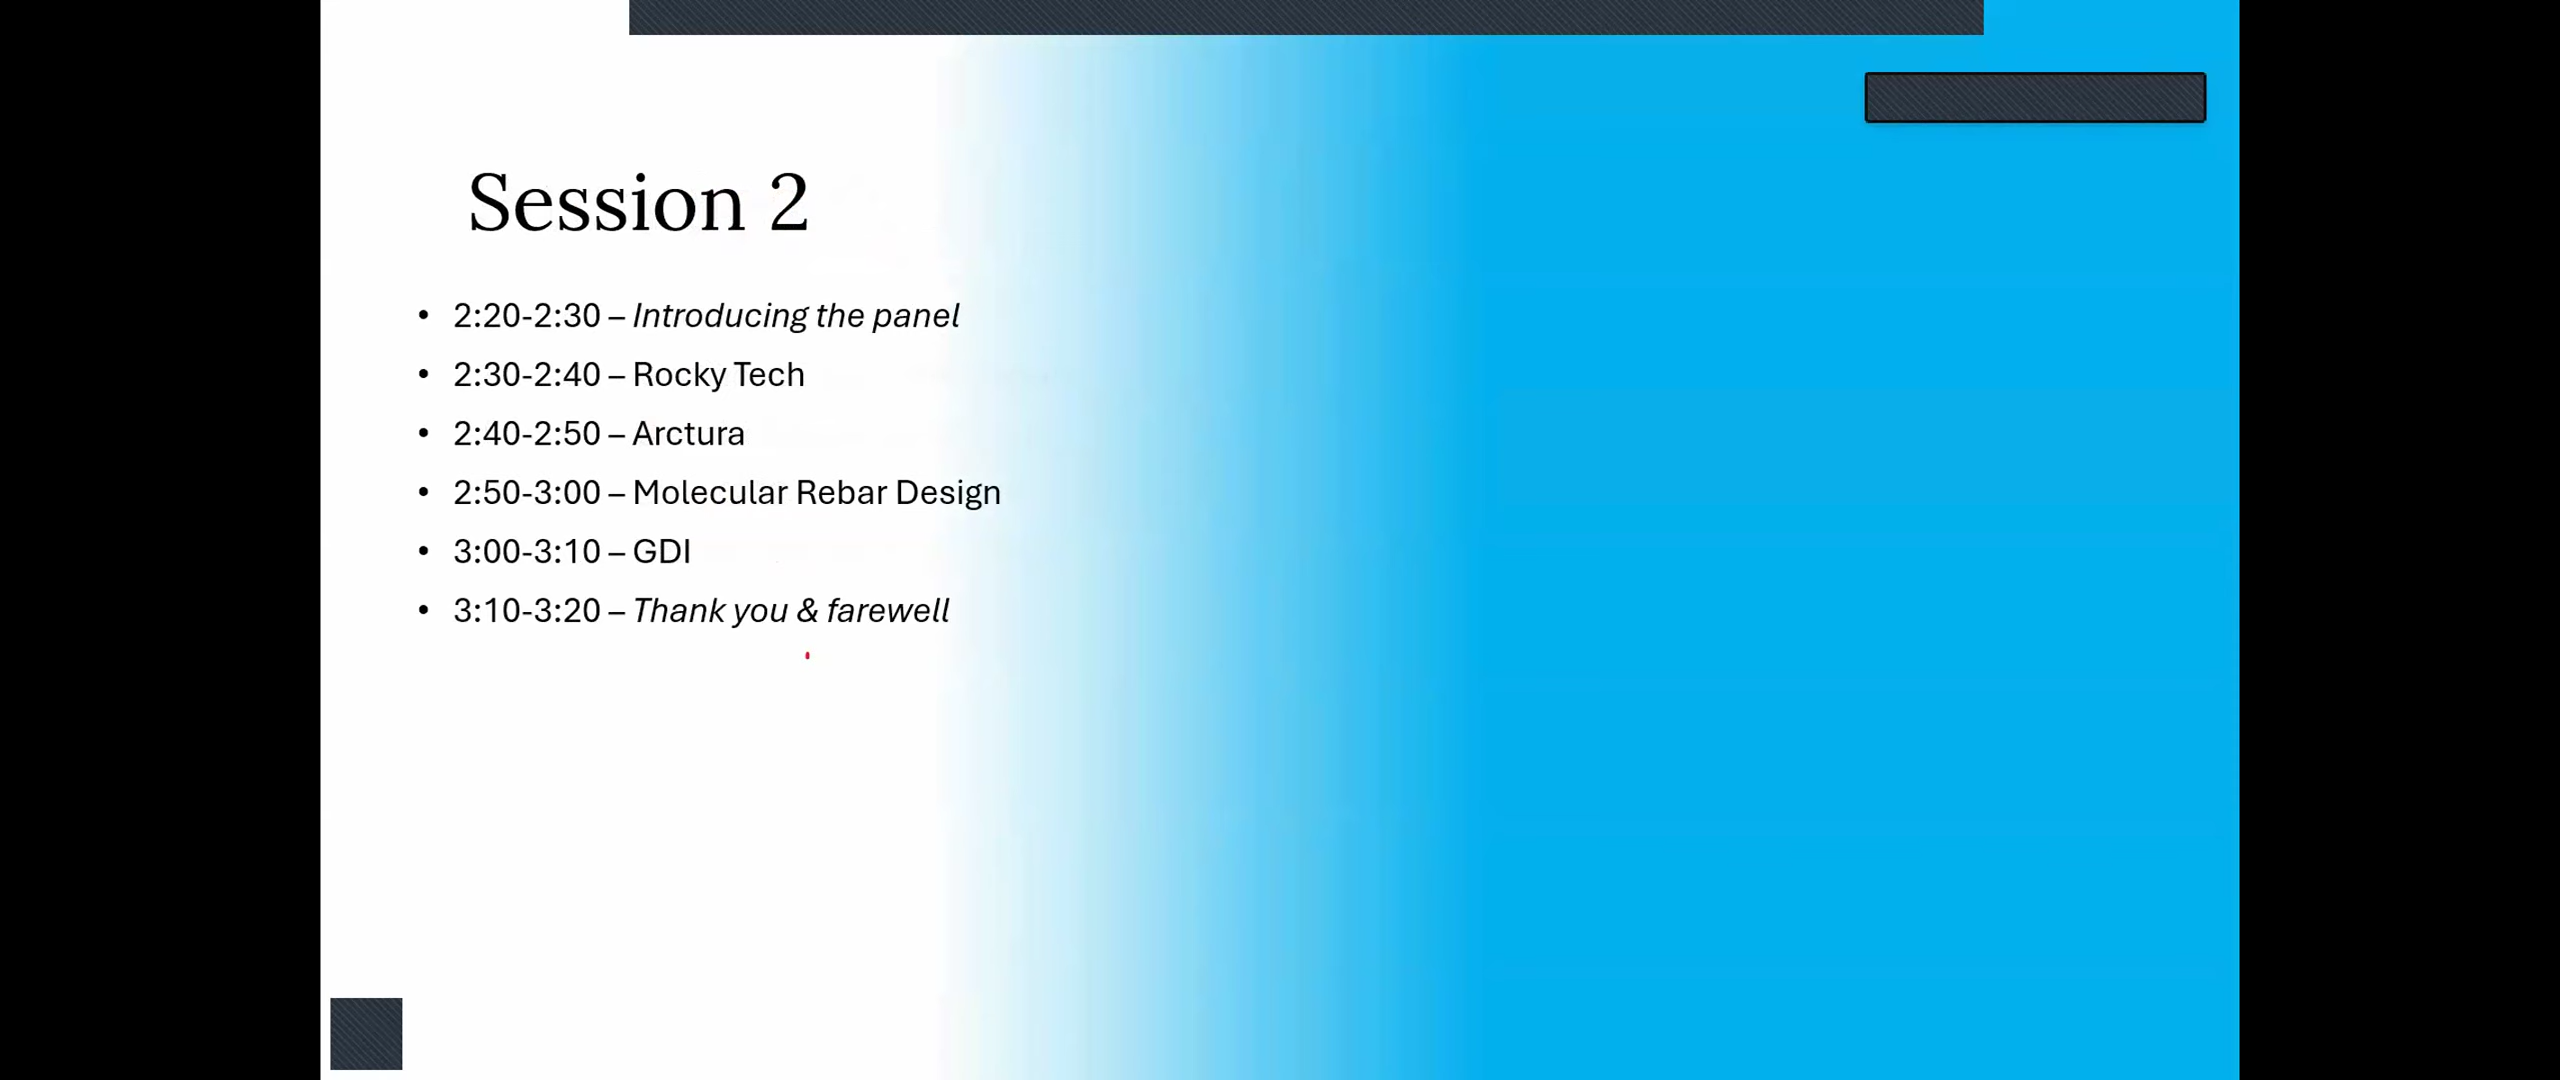 Session 2
• 2:20-2:30 – Introducing the panel
• 2:30-2:40 – Rocky Tech
• 2:40-2:50 – Arctura
• 2:50-3:00 – Molecular Rebar Design
• 3:00-3:10 – GDI
• 3:10-3:20 – Thank you & farewell